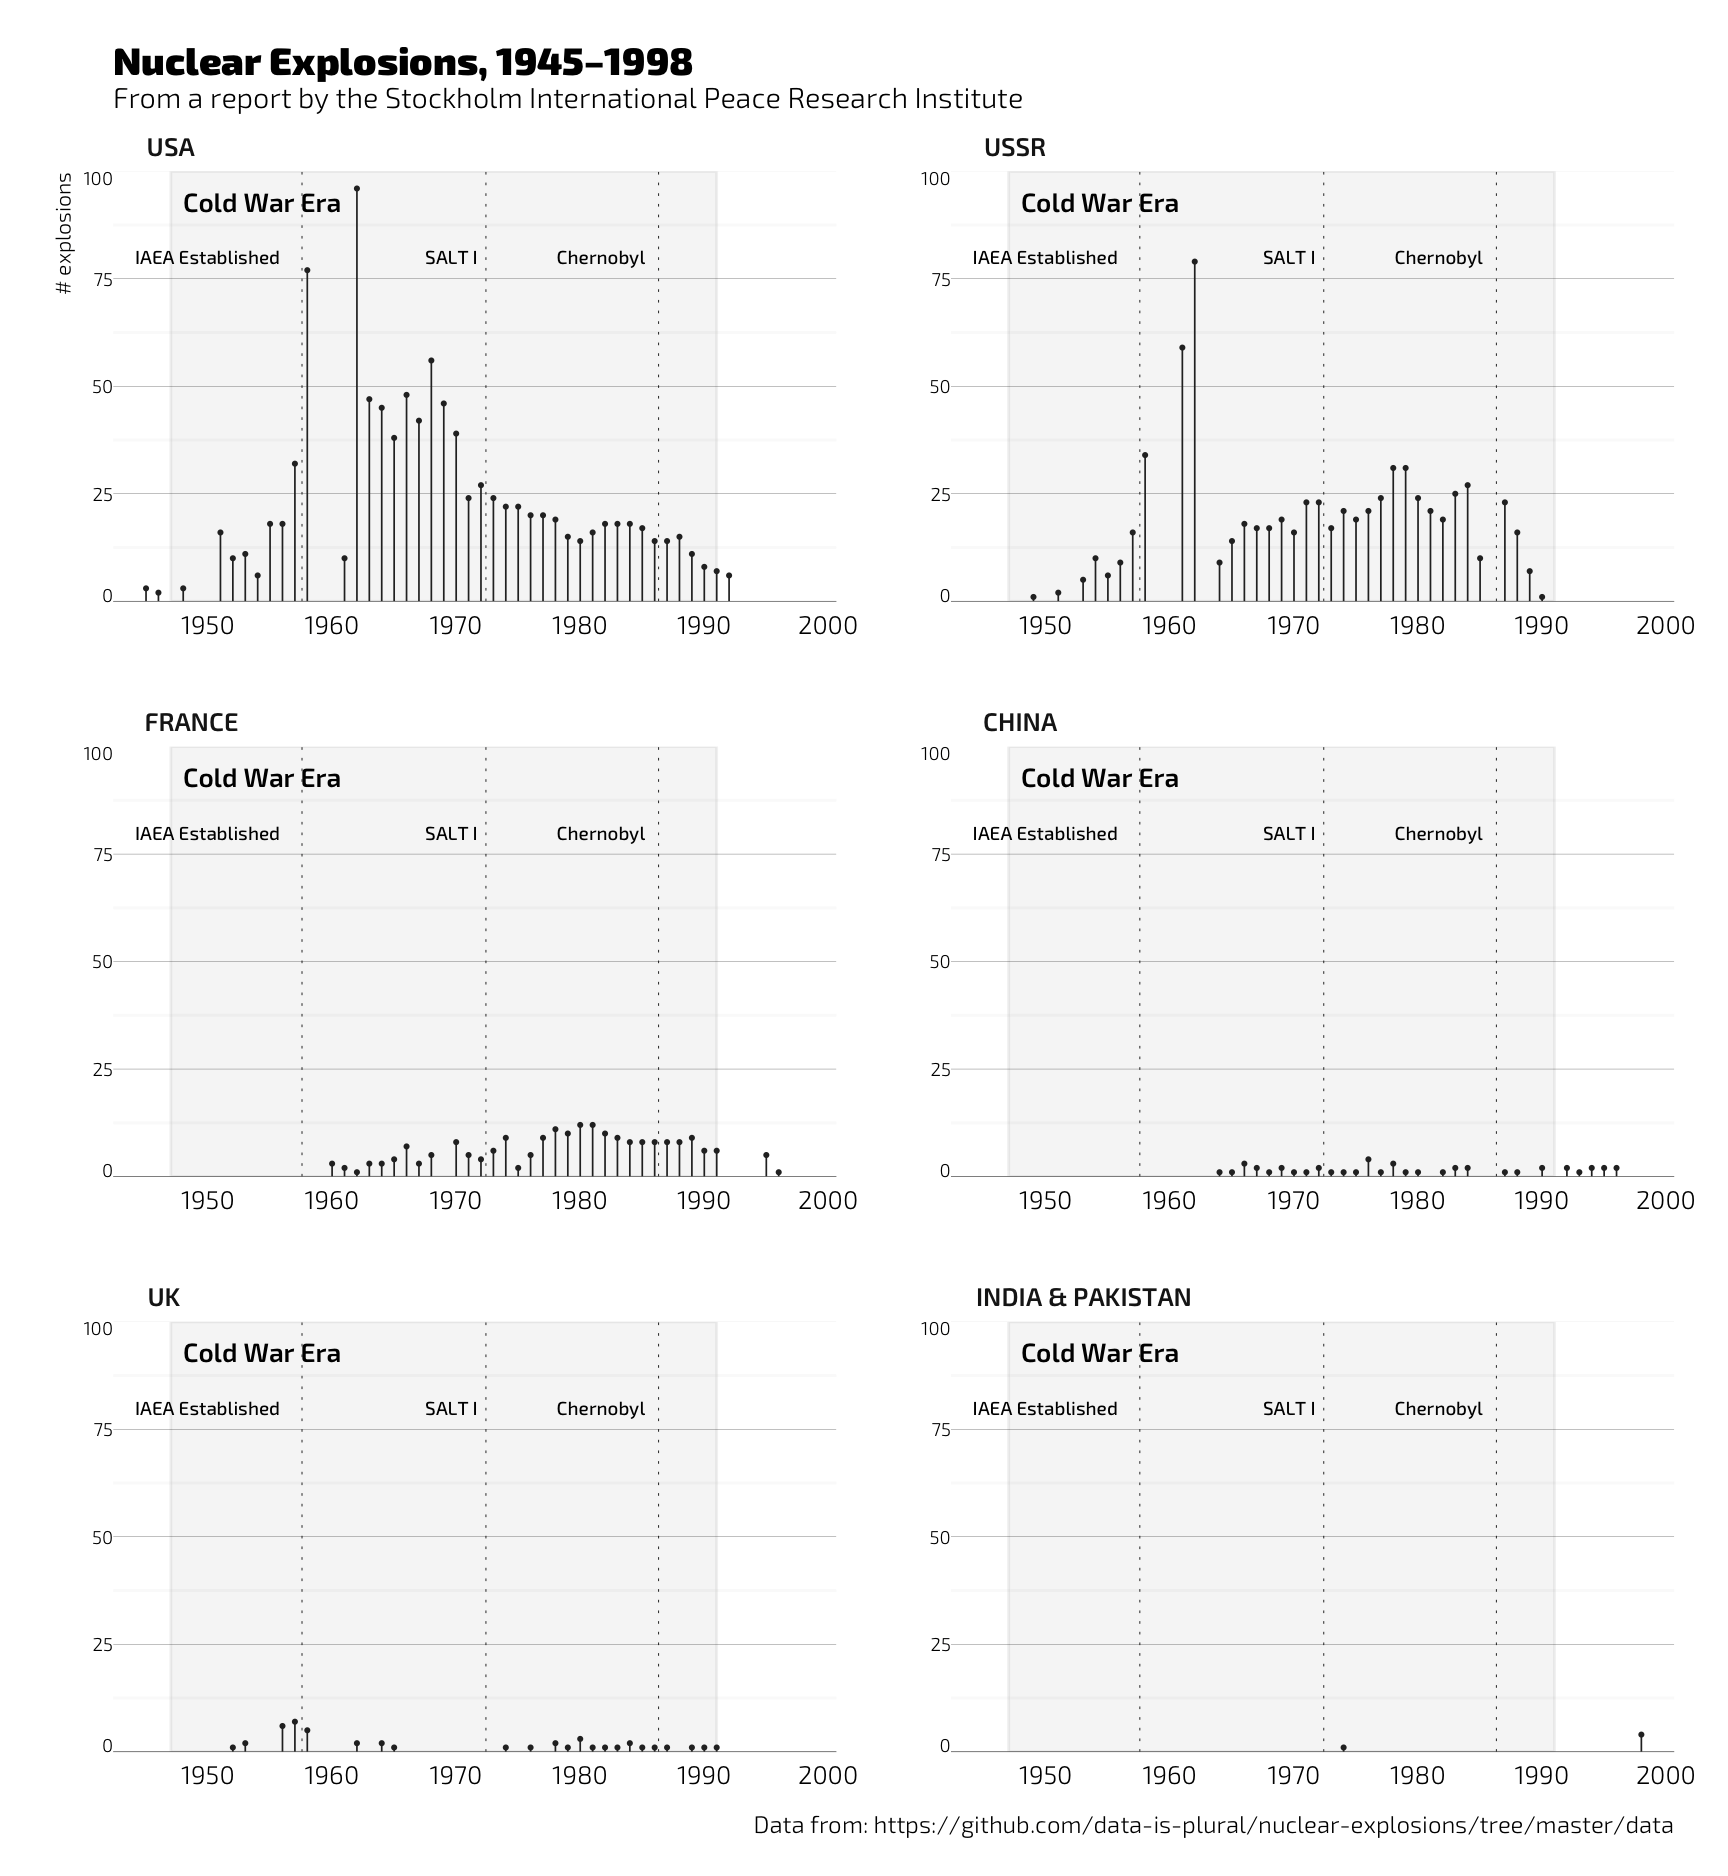 Nuclear Explosions, 1945–1998
From a report by the Stockholm International Peace Research Institute
USA
# explosions
100
75
50
25
0
Cold War Era
IAEA Established
SALT I
Chernobyl
1950 1960 1970 1980 1990 2000
USSR
100
75
50
25
0
Cold War Era
IAEA Established
SALT I
Chernobyl
1950 1960 1970 1980 1990 2000
FRANCE
100
75
50
25
0
Cold War Era
IAEA Established
SALT I
Chernobyl
1950 1960 1970 1980 1990 2000
CHINA
100
75
50
25
0
Cold War Era
IAEA Established
SALT I
Chernobyl
1950 1960 1970 1980 1990 2000
UK
100
75
50
25
0
Cold War Era
IAEA Established
SALT I
Chernobyl
1950 1960 1970 1980 1990 2000
INDIA & PAKISTAN
100
75
50
25
0
Cold War Era
IAEA Established
SALT I
Chernobyl
1950 1960 1970 1980 1990 2000
Data from: https://github.com/data-is-plural/nuclear-explosions/tree/master/data